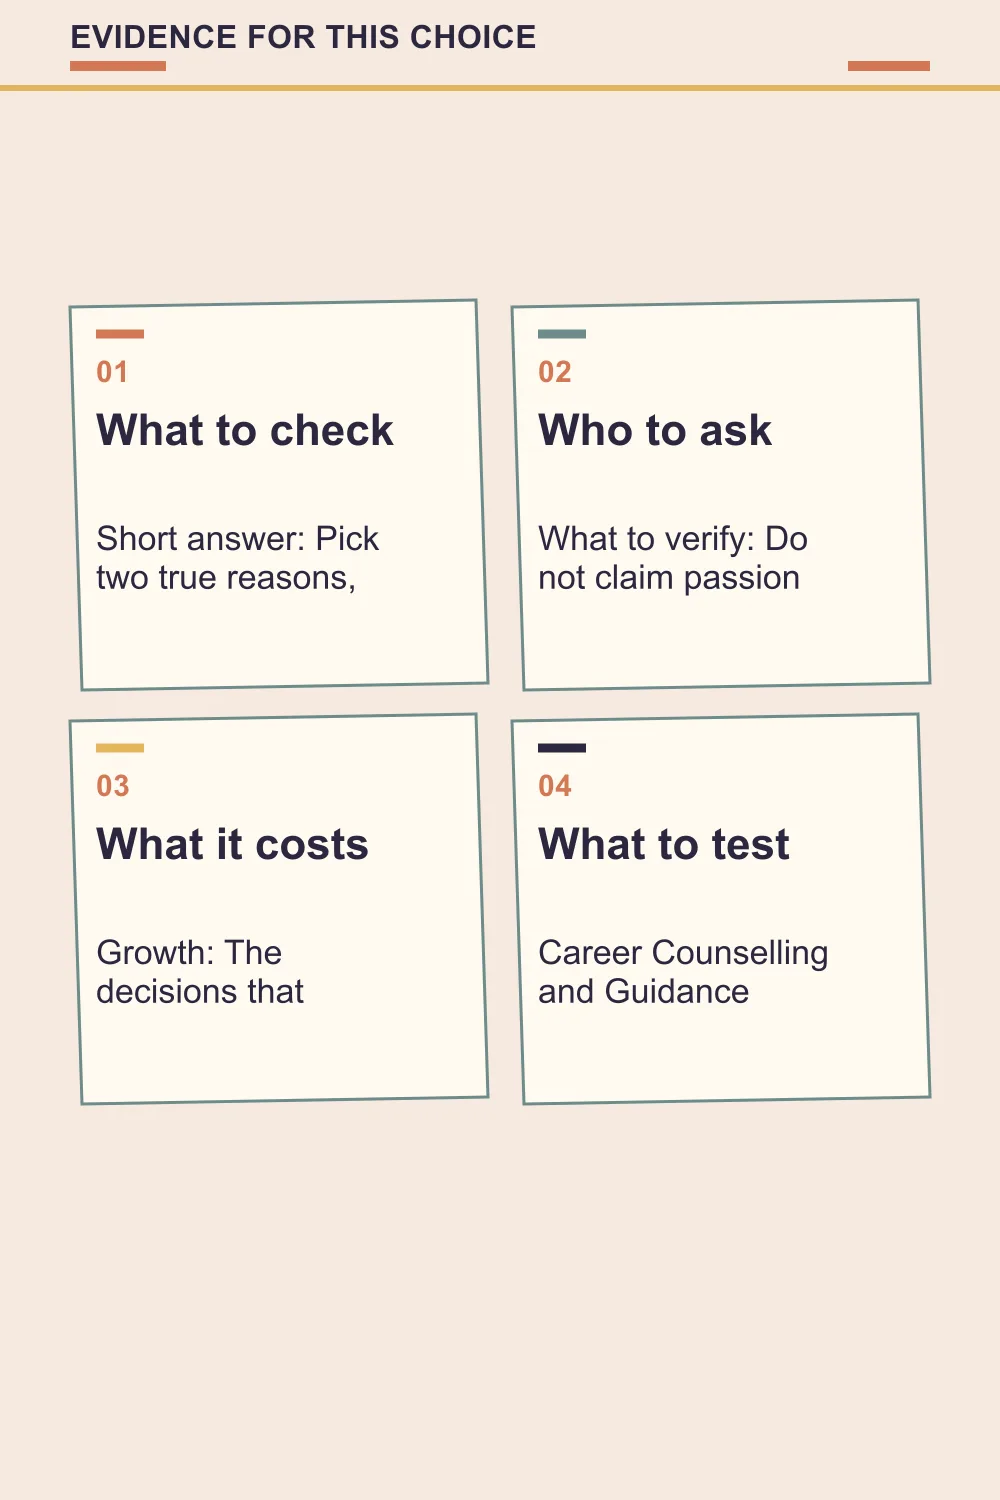 EVIDENCE FOR THIS CHOICE
01
What to check
Short answer: Pick
two true reasons,
02
Who to ask
What to verify: Do
not claim passion
03
What it costs
Growth: The
decisions that
04
What to test
Career Counselling
and Guidance